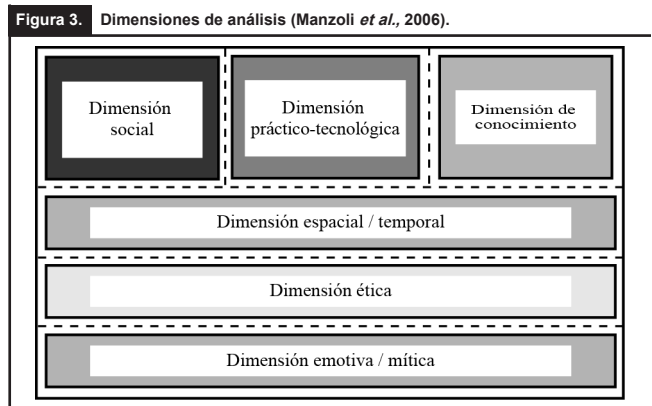 Figura 3. Dimensiones de análisis (Manzoli et al., 2006).
Dimensión
social
Dimensión
práctico-tecnológica
Dimensión de
conocimiento
Dimensión espacial / temporal
Dimensión ética
Dimensión emotiva / mítica